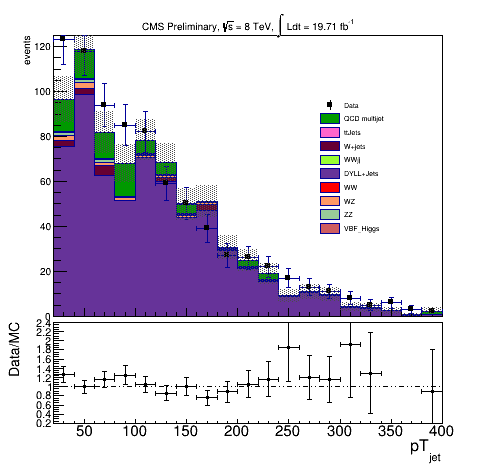 CMS Preliminary, √s = 8 TeV, ∫ Ldt = 19.71 fb⁻¹
events
120
100
80
60
40
20
0
Data
QCD multijet
ttJets
W+jets
WWjj
DYLL+Jets
WW
WZ
ZZ
VBF_Higgs
Data/MC
2.4
2.2
2
1.8
1.6
1.4
1.2
1
0.8
0.6
0.4
0.2
50 100 150 200 250 300 350 400
pT_jet